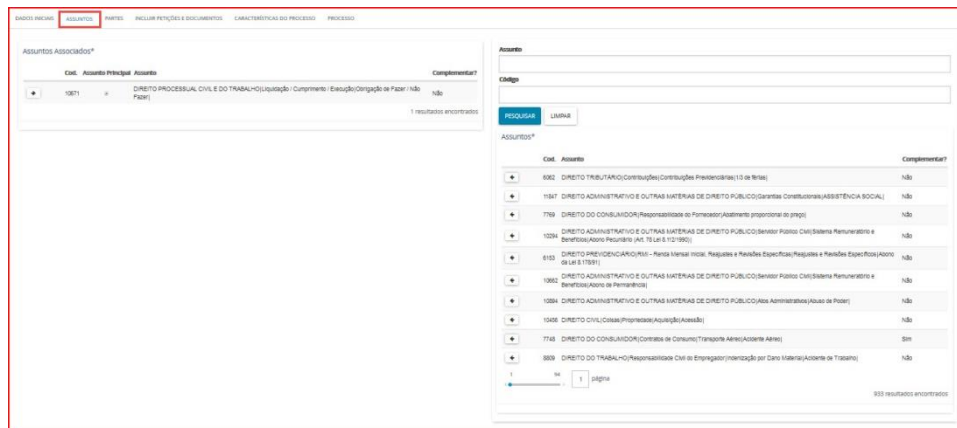 DADOS INICIAIS ASSUNTOS PARTES INCLUIR PETIÇÕES E DOCUMENTOS CARACTERÍSTICAS DO PROCESSO PROCESSO
Assuntos Associados*
Cod. Assunto Principal Assunto Complementar?
10671 DIREITO PROCESSUAL CIVIL E DO TRABALHO|Liquidação / Cumprimento / Execução|Obrigação de Fazer / Não
Fazer| Não
1 resultados encontrados
Assunto
Código
PESQUISAR LIMPAR
Assuntos*
Cod. Assunto Complementar?
6062 DIREITO TRIBUTÁRIO|Contribuições|Contribuições Previdenciárias|1/3 de férias| Não
11847 DIREITO ADMINISTRATIVO E OUTRAS MATÉRIAS DE DIREITO PÚBLICO|Garantias Constitucionais|ASSISTÊNCIA SOCIAL| Não
7769 DIREITO DO CONSUMIDOR|Responsabilidade do Fornecedor|Abatimento proporcional do preço| Não
10294 DIREITO ADMINISTRATIVO E OUTRAS MATÉRIAS DE DIREITO PÚBLICO|Servidor Público Civil|Sistema Remuneratório e
Benefícios|Abono Pecuniário (Art. 78 Lei 8.112/1990)| Não
6153 DIREITO PREVIDENCIÁRIO|RMI – Renda Mensal Inicial, Reajustes e Revisões Específicas|Reajustes e Revisões Específicos|Abono
da Lei 8.178/91| Não
10662 DIREITO ADMINISTRATIVO E OUTRAS MATÉRIAS DE DIREITO PÚBLICO|Servidor Público Civil|Sistema Remuneratório e
Benefícios|Abono de Permanência| Não
10894 DIREITO ADMINISTRATIVO E OUTRAS MATÉRIAS DE DIREITO PÚBLICO|Atos Administrativos|Abuso de Poder| Não
10458 DIREITO CIVIL|Coisas|Propriedade|Aquisição|Acessão| Não
7748 DIREITO DO CONSUMIDOR|Contratos de Consumo|Transporte Aéreo|Acidente Aéreo| Sim
8809 DIREITO DO TRABALHO|Responsabilidade Civil do Empregador|Indenização por Dano Material|Acidente de Trabalho| Não
1 94 1 página
933 resultados encontrados